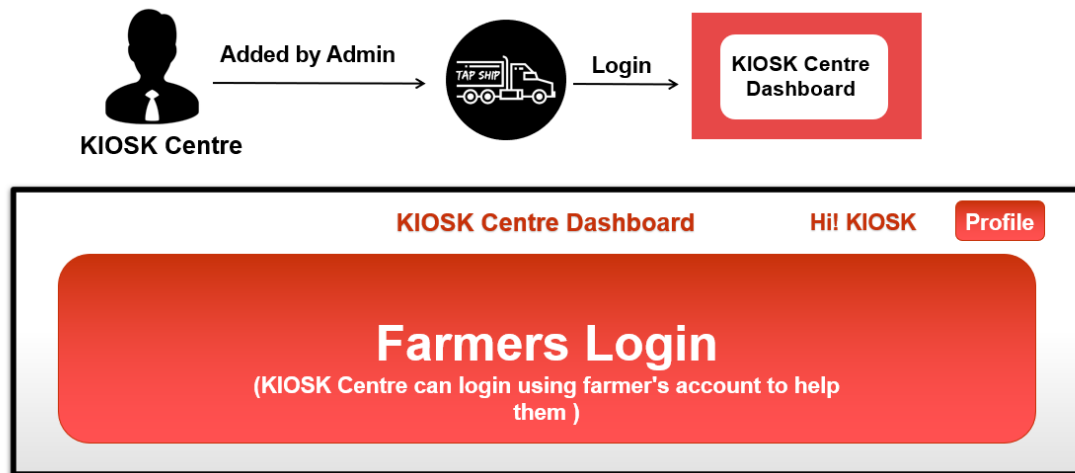 Added by Admin
TAP SHIP
Login
KIOSK Centre
Dashboard
KIOSK Centre
KIOSK Centre Dashboard
Hi! KIOSK
Profile
Farmers Login
(KIOSK Centre can login using farmer's account to help
them )